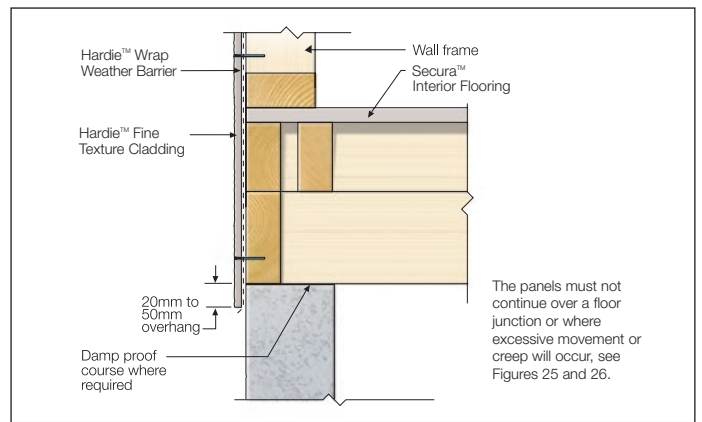 Hardie™ Wrap
Weather Barrier
Wall frame
Secura™
Interior Flooring
Hardie™ Fine
Texture Cladding
20mm to
50mm
overhang
Damp proof
course where
required
The panels must not
continue over a floor
junction or where
excessive movement or
creep will occur, see
Figures 25 and 26.